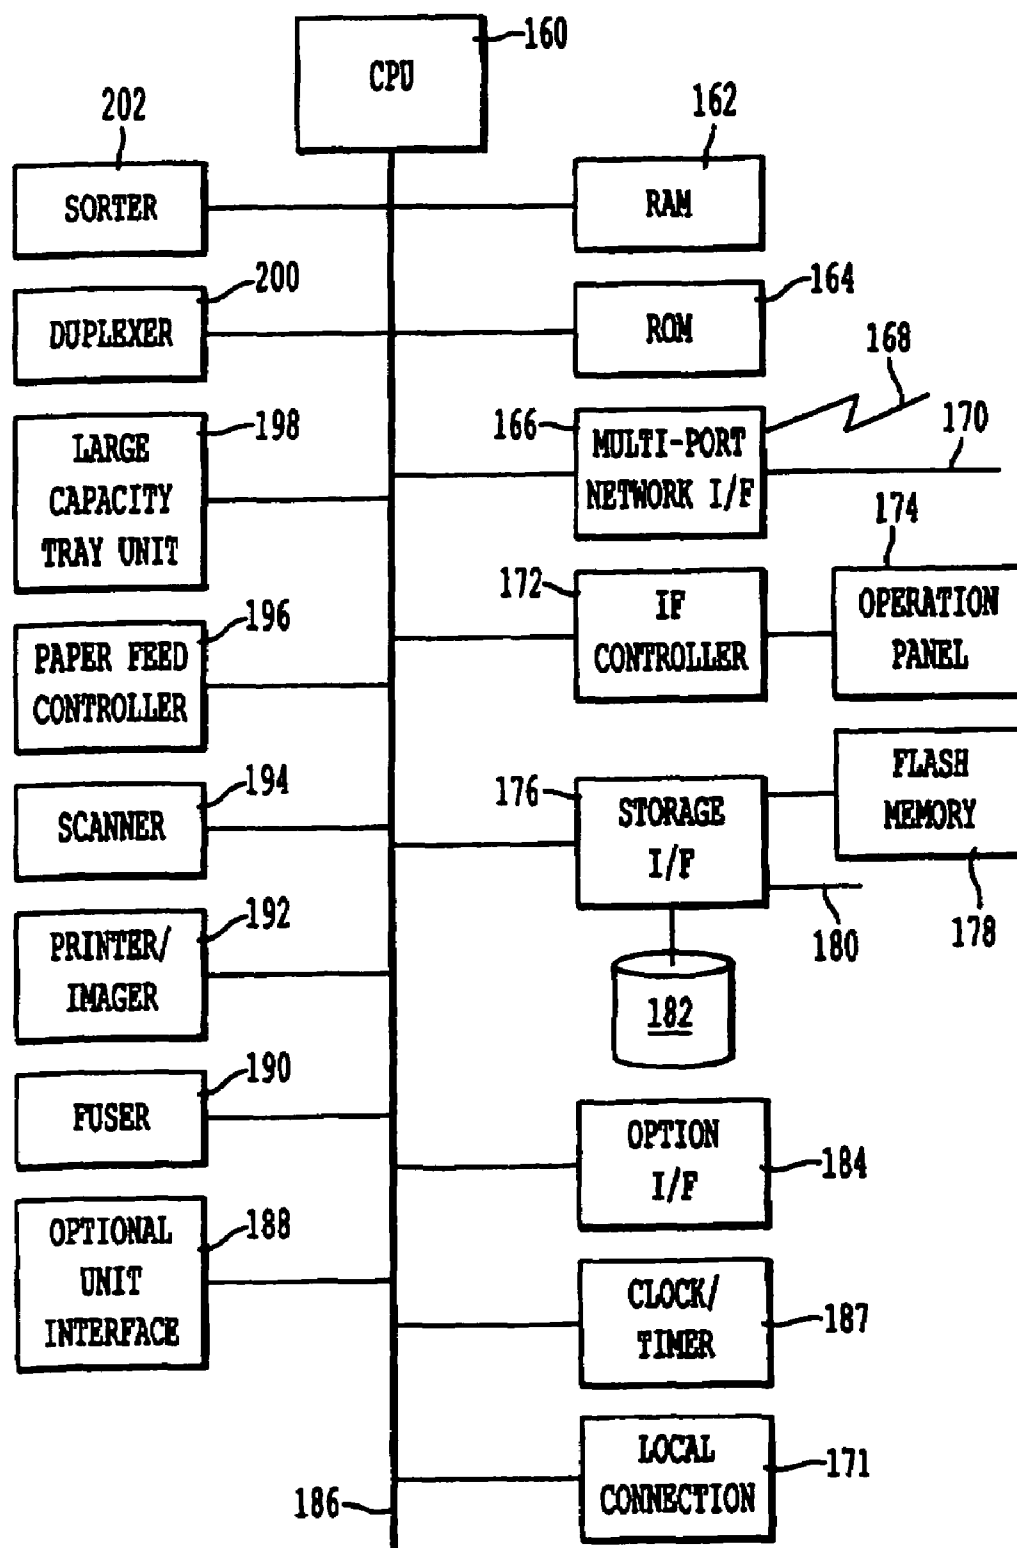 160
CPU
202
SORTER
162
RAM
200
DUPLEXER
164
ROM
198
LARGE
CAPACITY
TRAY UNIT
166
MULTI-PORT
NETWORK I/F
168
170
196
PAPER FEED
CONTROLLER
172
IF
CONTROLLER
174
OPERATION
PANEL
194
SCANNER
176
STORAGE
I/F
FLASH
MEMORY
178
180
182
192
PRINTER/
IMAGER
190
FUSER
OPTION
I/F
184
188
OPTIONAL
UNIT
INTERFACE
CLOCK/
TIMER
187
LOCAL
CONNECTION
171
186